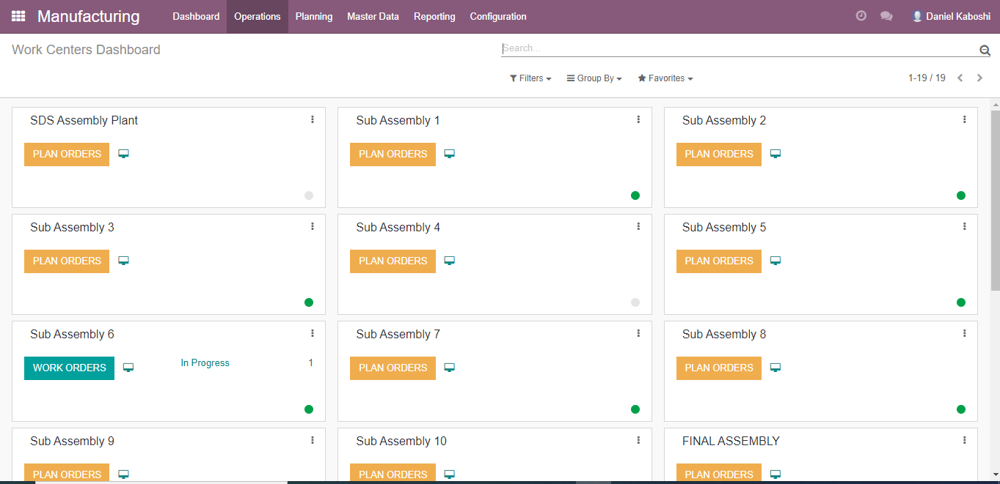 Manufacturing Dashboard Operations Planning Master Data Reporting Configuration Daniel Kaboshi
Work Centers Dashboard Search...
Filters Group By Favorites 1-19 / 19
SDS Assembly Plant Sub Assembly 1 Sub Assembly 2
PLAN ORDERS PLAN ORDERS PLAN ORDERS
Sub Assembly 3 Sub Assembly 4 Sub Assembly 5
PLAN ORDERS PLAN ORDERS PLAN ORDERS
Sub Assembly 6 Sub Assembly 7 Sub Assembly 8
WORK ORDERS In Progress 1 PLAN ORDERS PLAN ORDERS
Sub Assembly 9 Sub Assembly 10 FINAL ASSEMBLY
PLAN ORDERS PLAN ORDERS PLAN ORDERS